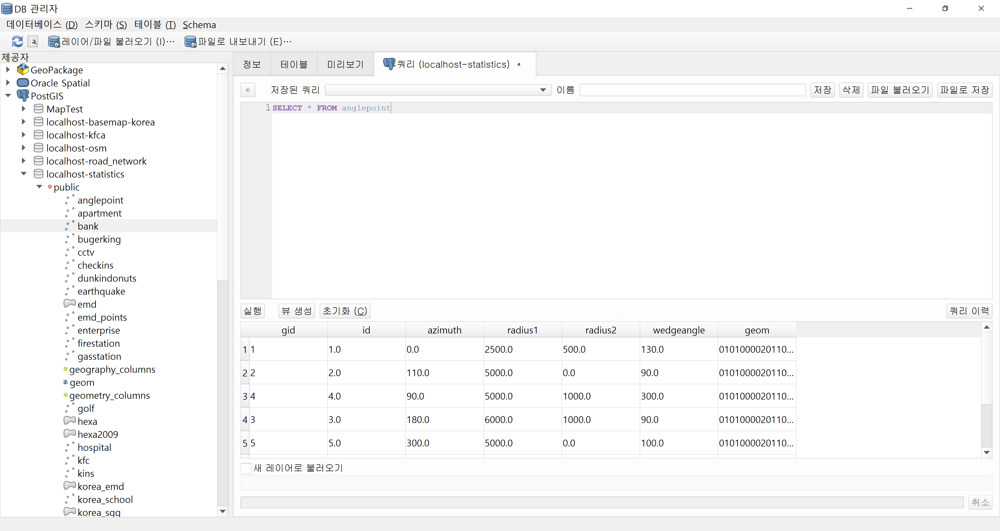 DB 관리자
데이터베이스 (D) 스키마 (S) 테이블 (T) Schema
레이어/파일 불러오기 (I)… 파일로 내보내기 (E)…
제공자
GeoPackage
Oracle Spatial
PostGIS
MapTest
localhost-basemap-korea
localhost-kfca
localhost-osm
localhost-road_network
localhost-statistics
public
anglepoint
apartment
bank
bugerking
cctv
checkins
dunkindonuts
earthquake
emd
emd_points
enterprise
firestation
gasstation
geography_columns
geom
geometry_columns
golf
hexa
hexa2009
hospital
kfc
kins
korea_emd
korea_school
korea_sgg
정보 테이블 미리보기 쿼리 (localhost-statistics)
저장된 쿼리 이름 저장 삭제 파일 불러오기 파일로 저장
1 SELECT * FROM anglepoint
실행 뷰 생성 초기화 (C) 쿼리 이력
gid id azimuth radius1 radius2 wedgeangle geom
1 1 1.0 0.0 2500.0 500.0 130.0 0101000020110...
2 2 2.0 110.0 5000.0 0.0 90.0 0101000020110...
3 4 4.0 90.0 5000.0 1000.0 300.0 0101000020110...
4 3 3.0 180.0 6000.0 1000.0 90.0 0101000020110...
5 5 5.0 300.0 5000.0 0.0 100.0 0101000020110...
새 레이어로 불러오기
취소